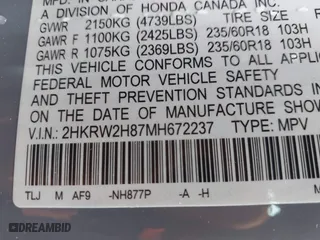 A DIVISION OF HONDA CANADA INC.
GVWR 2150KG (4739LBS) TIRE SIZE
GAWR F 1100KG (2425LBS) 235/60R18 103H
GAWR R 1075KG (2369LBS) 235/60R18 103H
THIS VEHICLE CONFORMS TO ALL APPLIC
FEDERAL MOTOR VEHICLE SAFETY
AND THEFT PREVENTION STANDARDS IN
ON THE DATE OF MANUFACTURE SHOW
V.I.N.: 2HKRW2H87MH672237 TYPE: MPV
TLJ M AF9 -NH877P -A -H
© DREAMBID